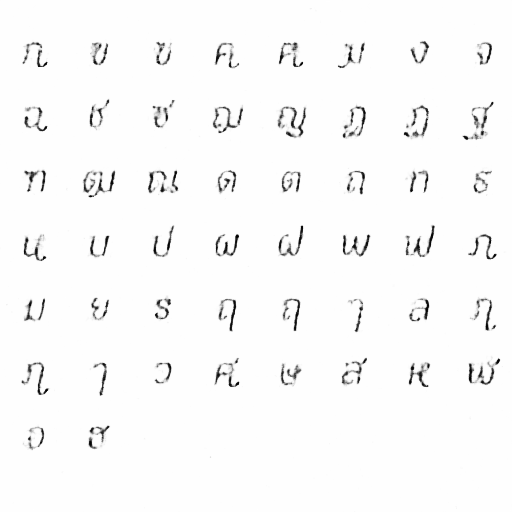 ก ข ฃ ค ฅ ฆ ง จ
ฉ ช ซ ฌ ญ ฎ ฏ ฐ
ฑ ฒ ณ ด ต ถ ท ธ
น บ ป ผ ฝ พ ฟ ภ
ม ย ร ฤ ฤ ๅ ล ฦ
ฦ ๅ ว ศ ษ ส ห ฬ
อ ฮ